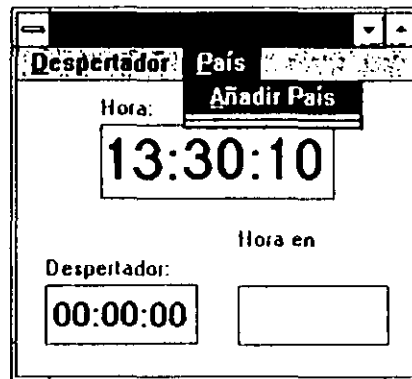 Despertador País
Añadir País
Hora:
13:30:10
Hora en
Despertador:
00:00:00